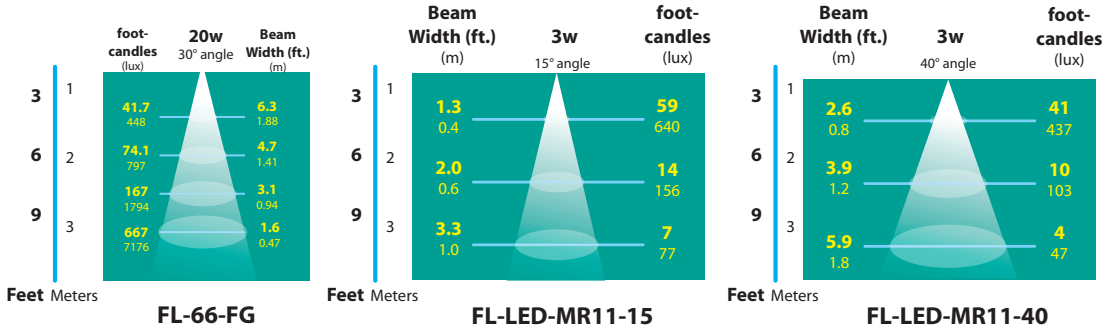 foot-
candles
(lux)
20w
30° angle
Beam
Width (ft.)
(m)
3
1
6
2
9
3
41.7
448
6.3
1.88
74.1
797
4.7
1.41
167
1794
3.1
0.94
667
7176
1.6
0.47
Feet Meters
FL-66-FG
Beam
Width (ft.)
(m)
3w
15° angle
foot-
candles
(lux)
3
1
6
2
9
3
1.3
0.4
59
640
2.0
0.6
14
156
3.3
1.0
7
77
Feet Meters
FL-LED-MR11-15
Beam
Width (ft.)
(m)
3w
40° angle
foot-
candles
(lux)
3
1
6
2
9
3
2.6
0.8
41
437
3.9
1.2
10
103
5.9
1.8
4
47
Feet Meters
FL-LED-MR11-40